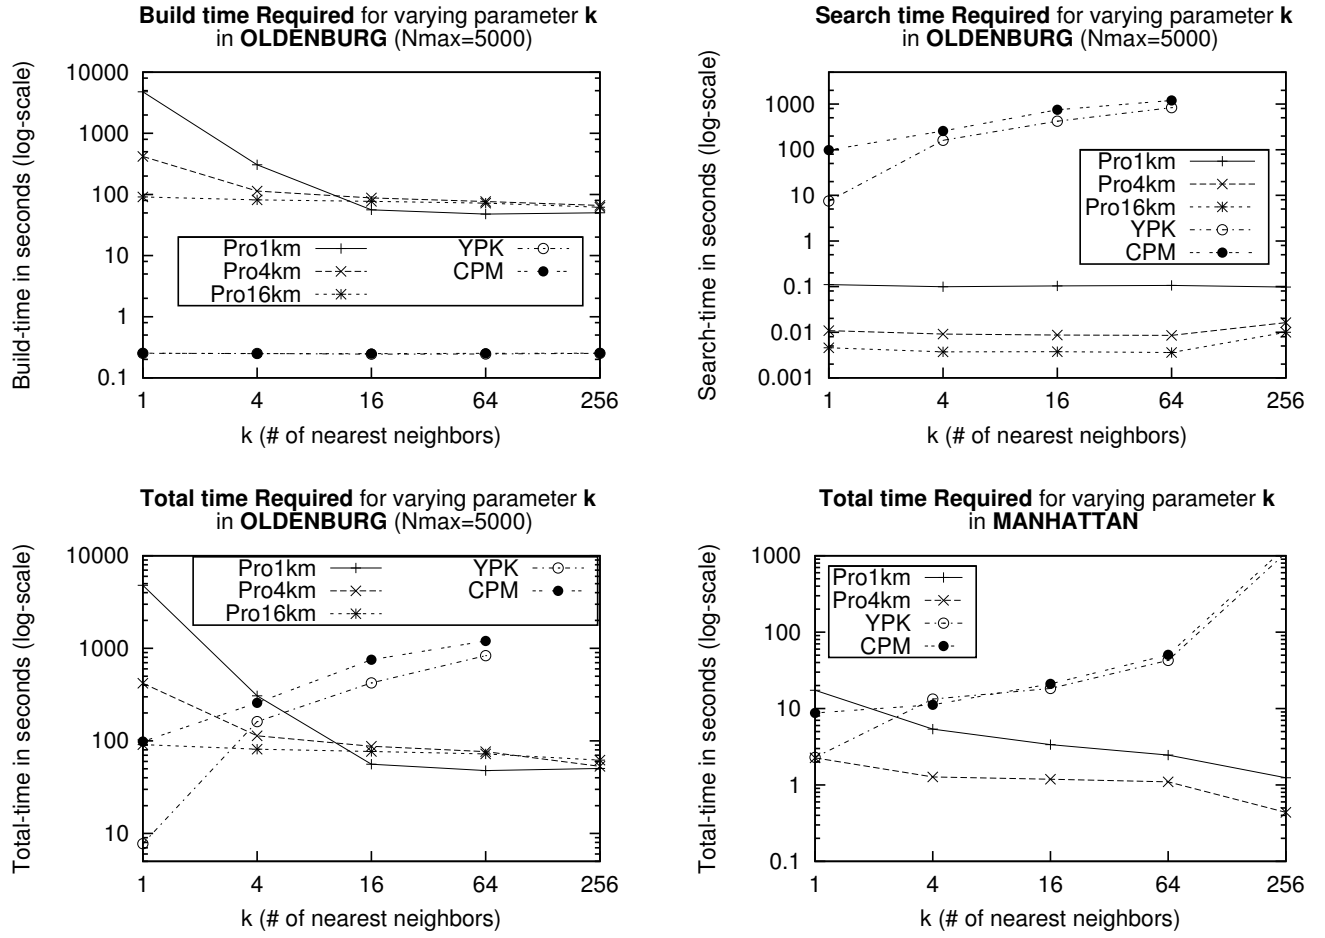 Build time Required for varying parameter k
in OLDENBURG (Nmax=5000)
Build-time in seconds (log-scale)
10000
1000
100
10
1
0.1
Pro1km
Pro4km
Pro16km
YPK
CPM
1 4 16 64 256
k (# of nearest neighbors)
Search time Required for varying parameter k
in OLDENBURG (Nmax=5000)
Search-time in seconds (log-scale)
1000
100
10
1
0.1
0.01
0.001
Pro1km
Pro4km
Pro16km
YPK
CPM
1 4 16 64 256
k (# of nearest neighbors)
Total time Required for varying parameter k
in OLDENBURG (Nmax=5000)
Total-time in seconds (log-scale)
10000
1000
100
10
Pro1km
Pro4km
Pro16km
YPK
CPM
1 4 16 64 256
k (# of nearest neighbors)
Total time Required for varying parameter k
in MANHATTAN
Total-time in seconds (log-scale)
1000
100
10
1
0.1
Pro1km
Pro4km
YPK
CPM
1 4 16 64 256
k (# of nearest neighbors)